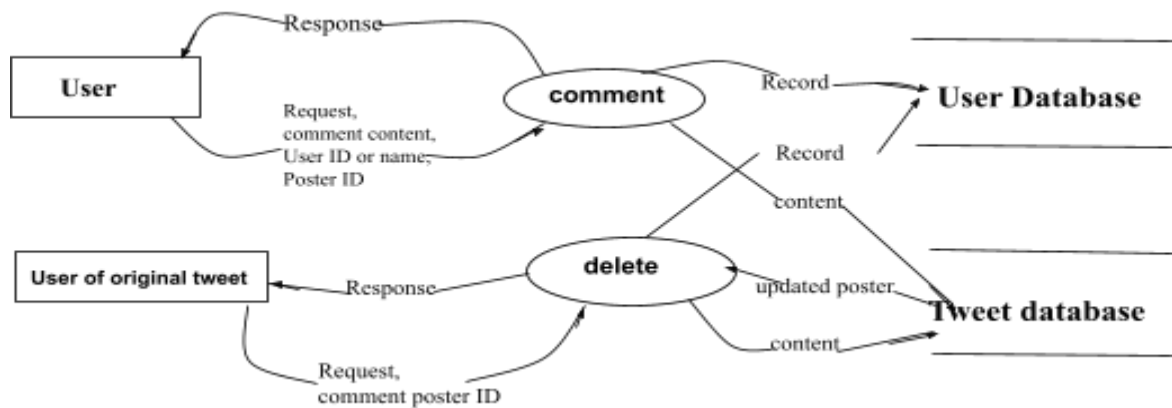 Response
User
comment
Record
User Database
Request,
comment content,
User ID or name,
Poster ID
Record
content
User of original tweet
delete
Response
updated poster
Tweet database
content
Request,
comment poster ID